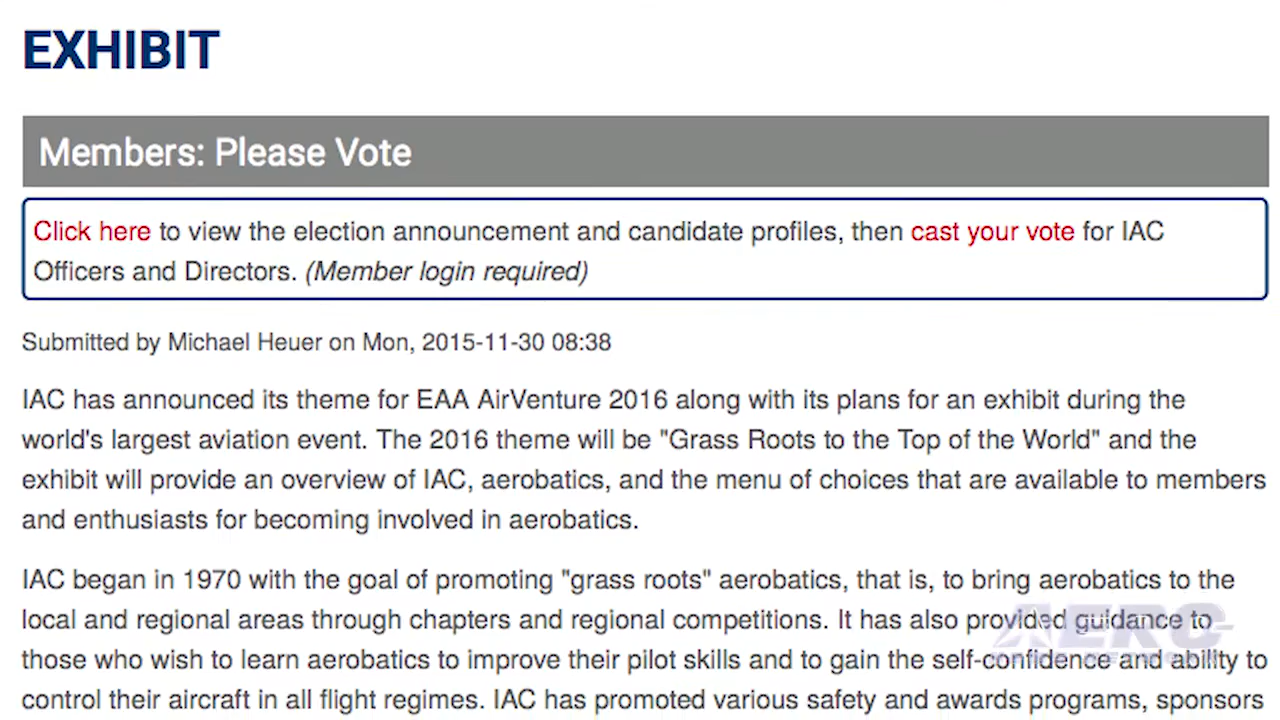 EXHIBIT
Members: Please Vote
Click here to view the election announcement and candidate profiles, then cast your vote for IAC
Officers and Directors. (Member login required)
Submitted by Michael Heuer on Mon, 2015-11-30 08:38
IAC has announced its theme for EAA AirVenture 2016 along with its plans for an exhibit during the
world's largest aviation event. The 2016 theme will be "Grass Roots to the Top of the World" and the
exhibit will provide an overview of IAC, aerobatics, and the menu of choices that are available to members
and enthusiasts for becoming involved in aerobatics.
IAC began in 1970 with the goal of promoting "grass roots" aerobatics, that is, to bring aerobatics to the
local and regional areas through chapters and regional competitions. It has also provided guidance to
those who wish to learn aerobatics to improve their pilot skills and to gain the self-confidence and ability to
control their aircraft in all flight regimes. IAC has promoted various safety and awards programs, sponsors